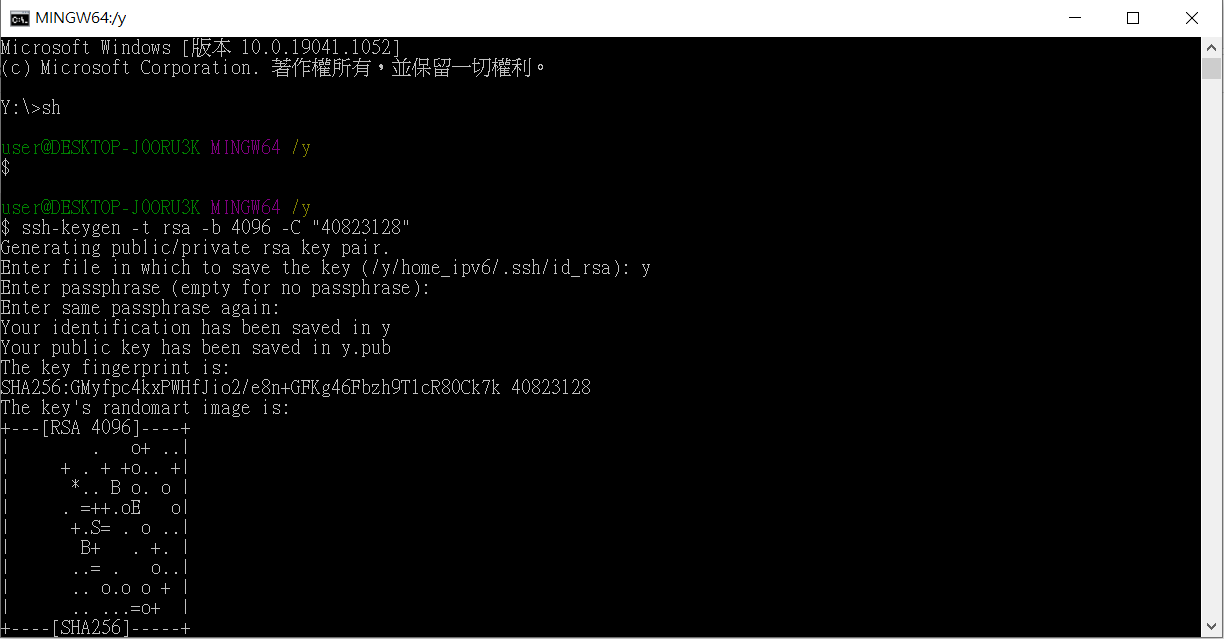 MINGW64:/y
Microsoft Windows [版本 10.0.19041.1052]
(c) Microsoft Corporation. 著作權所有，並保留一切權利。
Y:\>sh
user@DESKTOP-JOORU3K MINGW64 /y
$
user@DESKTOP-JOORU3K MINGW64 /y
$ ssh-keygen -t rsa -b 4096 -C "40823128"
Generating public/private rsa key pair.
Enter file in which to save the key (/y/home_ipv6/.ssh/id_rsa): y
Enter passphrase (empty for no passphrase):
Enter same passphrase again:
Your identification has been saved in y
Your public key has been saved in y.pub
The key fingerprint is:
SHA256:GMyfpc4kxPWHfJio2/e8n+GFKg46Fbzh9T1cR80Ck7k 40823128
The key's randomart image is:
+---[RSA 4096]----+
|        .   o+ ..|
|     + . + +o.. +|
|      *.. B o. o |
|     . =++.oE   o|
|      +.S= . o ..|
|       B+   . +. |
|      ..= .   o..|
|      .. o.o o + |
|      .. ...=o+  |
+----[SHA256]-----+